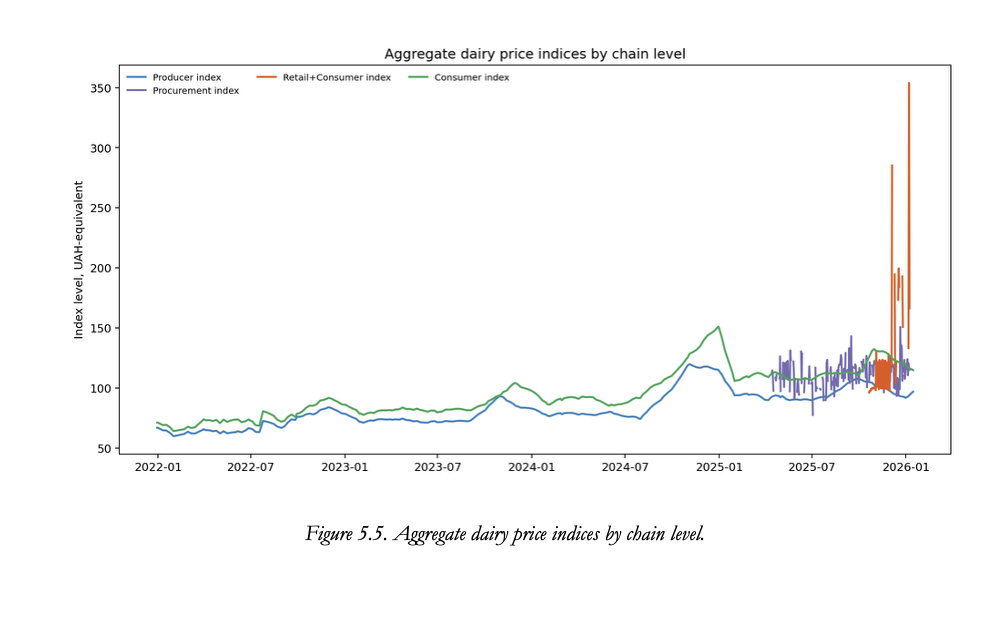 Aggregate dairy price indices by chain level
Producer index
Procurement index
Retail+Consumer index
Consumer index
Index level, UAH-equivalent
350
300
250
200
150
100
50
2022-01 2022-07 2023-01 2023-07 2024-01 2024-07 2025-01 2025-07 2026-01
Figure 5.5. Aggregate dairy price indices by chain level.